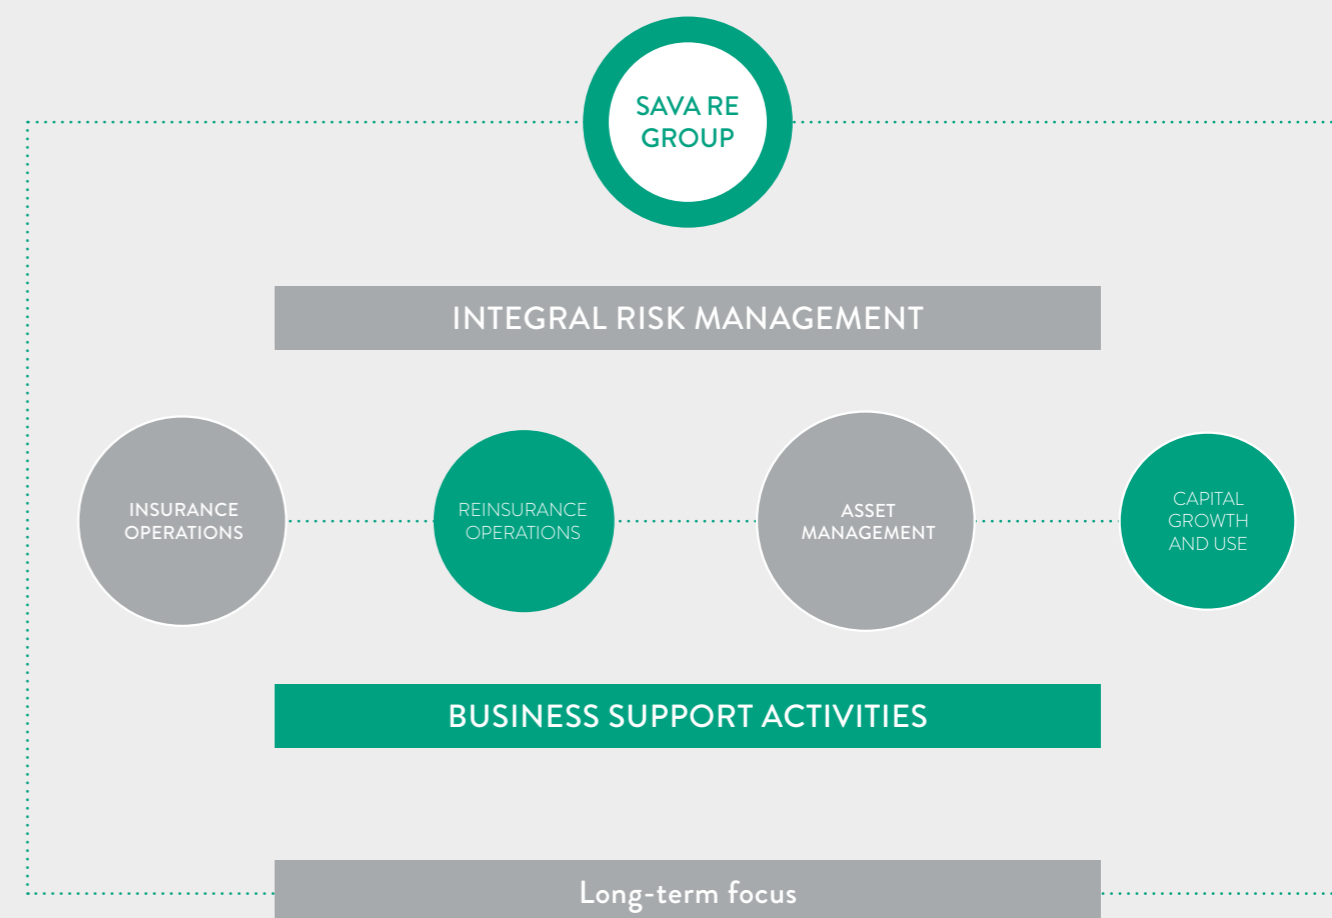 SAVA RE
GROUP
INTEGRAL RISK MANAGEMENT
INSURANCE
OPERATIONS
REINSURANCE
OPERATIONS
ASSET
MANAGEMENT
CAPITAL
GROWTH
AND USE
BUSINESS SUPPORT ACTIVITIES
Long-term focus